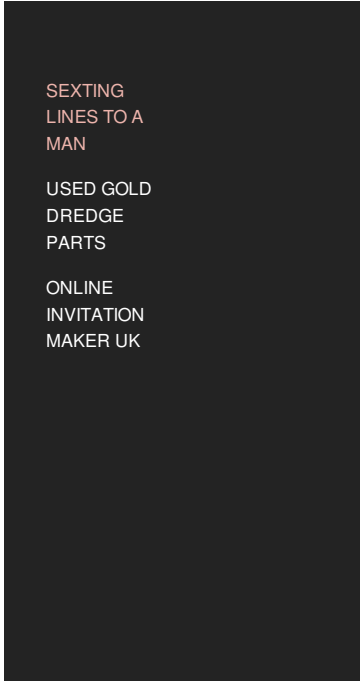 SEXTING
LINES TO A
MAN
USED GOLD
DREDGE
PARTS
ONLINE
INVITATION
MAKER UK